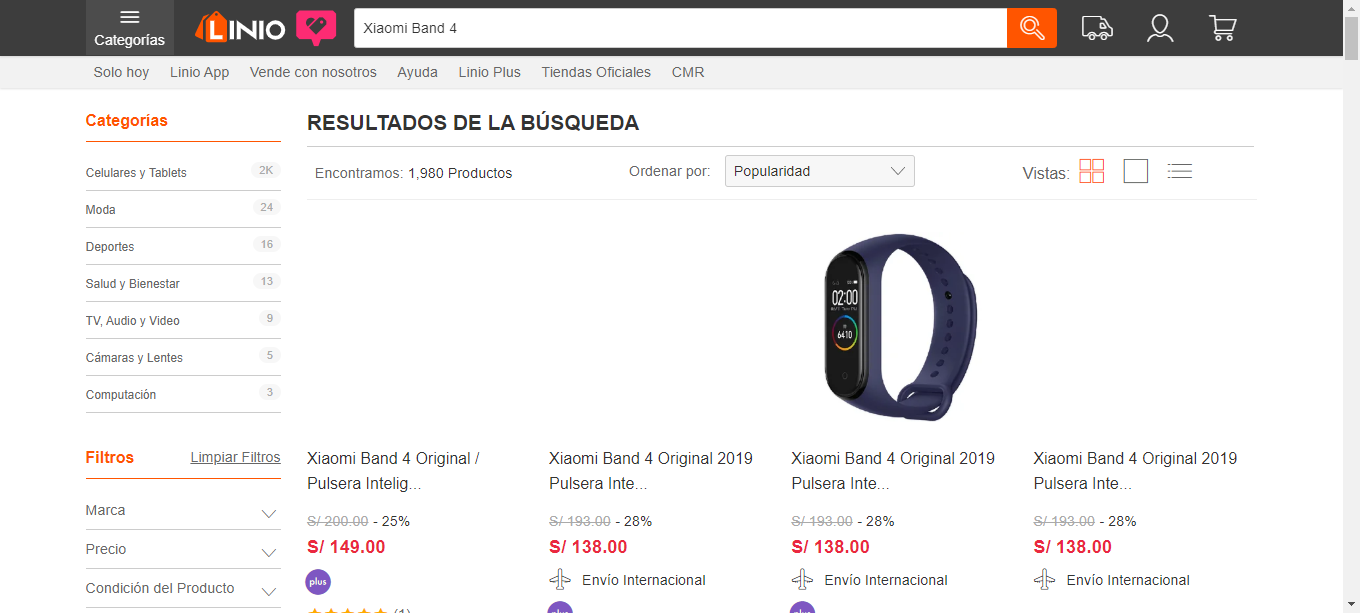 Categorías
LINIO
Xiaomi Band 4
Solo hoy Linio App Vende con nosotros Ayuda Linio Plus Tiendas Oficiales CMR
Categorías
Celulares y Tablets 2K
Moda 24
Deportes 16
Salud y Bienestar 13
TV, Audio y Video 9
Cámaras y Lentes 5
Computación 3
Filtros Limpiar Filtros
Marca
Precio
Condición del Producto
RESULTADOS DE LA BÚSQUEDA
Encontramos: 1,980 Productos Ordenar por: Popularidad Vistas:
02:00
6410
Xiaomi Band 4 Original /
Pulsera Intelig...
S/ 200.00 - 25%
S/ 149.00
plus
(1)
Xiaomi Band 4 Original 2019
Pulsera Inte...
S/ 193.00 - 28%
S/ 138.00
Envío Internacional
plus
Xiaomi Band 4 Original 2019
Pulsera Inte...
S/ 193.00 - 28%
S/ 138.00
Envío Internacional
plus
Xiaomi Band 4 Original 2019
Pulsera Inte...
S/ 193.00 - 28%
S/ 138.00
Envío Internacional